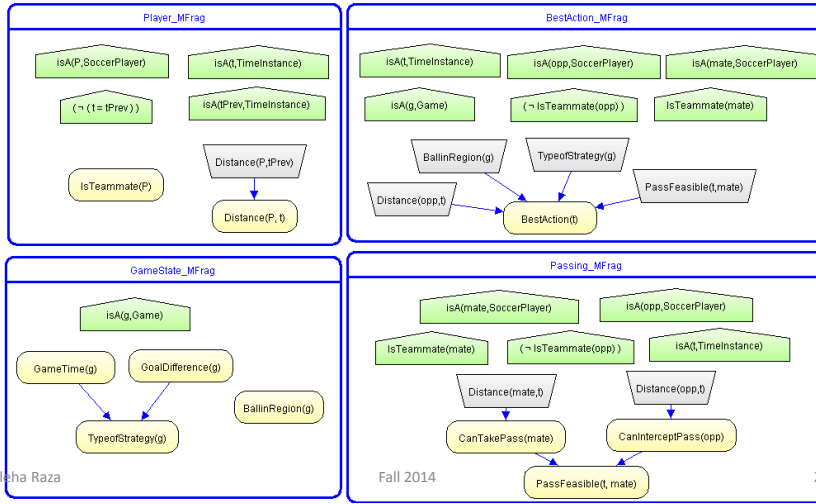 Player_MFrag
isA(P,SoccerPlayer)
isA(t,TimeInstance)
( ¬ ( t = tPrev ) )
isA(tPrev,TimeInstance)
Distance(P,tPrev)
IsTeammate(P)
Distance(P, t)
BestAction_MFrag
isA(t,TimeInstance)
isA(opp,SoccerPlayer)
isA(mate,SoccerPlayer)
isA(g,Game)
( ¬ IsTeammate(opp) )
IsTeammate(mate)
BallinRegion(g)
TypeofStrategy(g)
Distance(opp,t)
PassFeasible(t,mate)
BestAction(t)
GameState_MFrag
isA(g,Game)
GameTime(g)
GoalDifference(g)
BallinRegion(g)
TypeofStrategy(g)
Passing_MFrag
isA(mate,SoccerPlayer)
isA(opp,SoccerPlayer)
IsTeammate(mate)
( ¬ IsTeammate(opp) )
isA(t,TimeInstance)
Distance(mate,t)
Distance(opp,t)
CanTakePass(mate)
CanInterceptPass(opp)
PassFeasible(t, mate)
leha Raza
Fall 2014
2